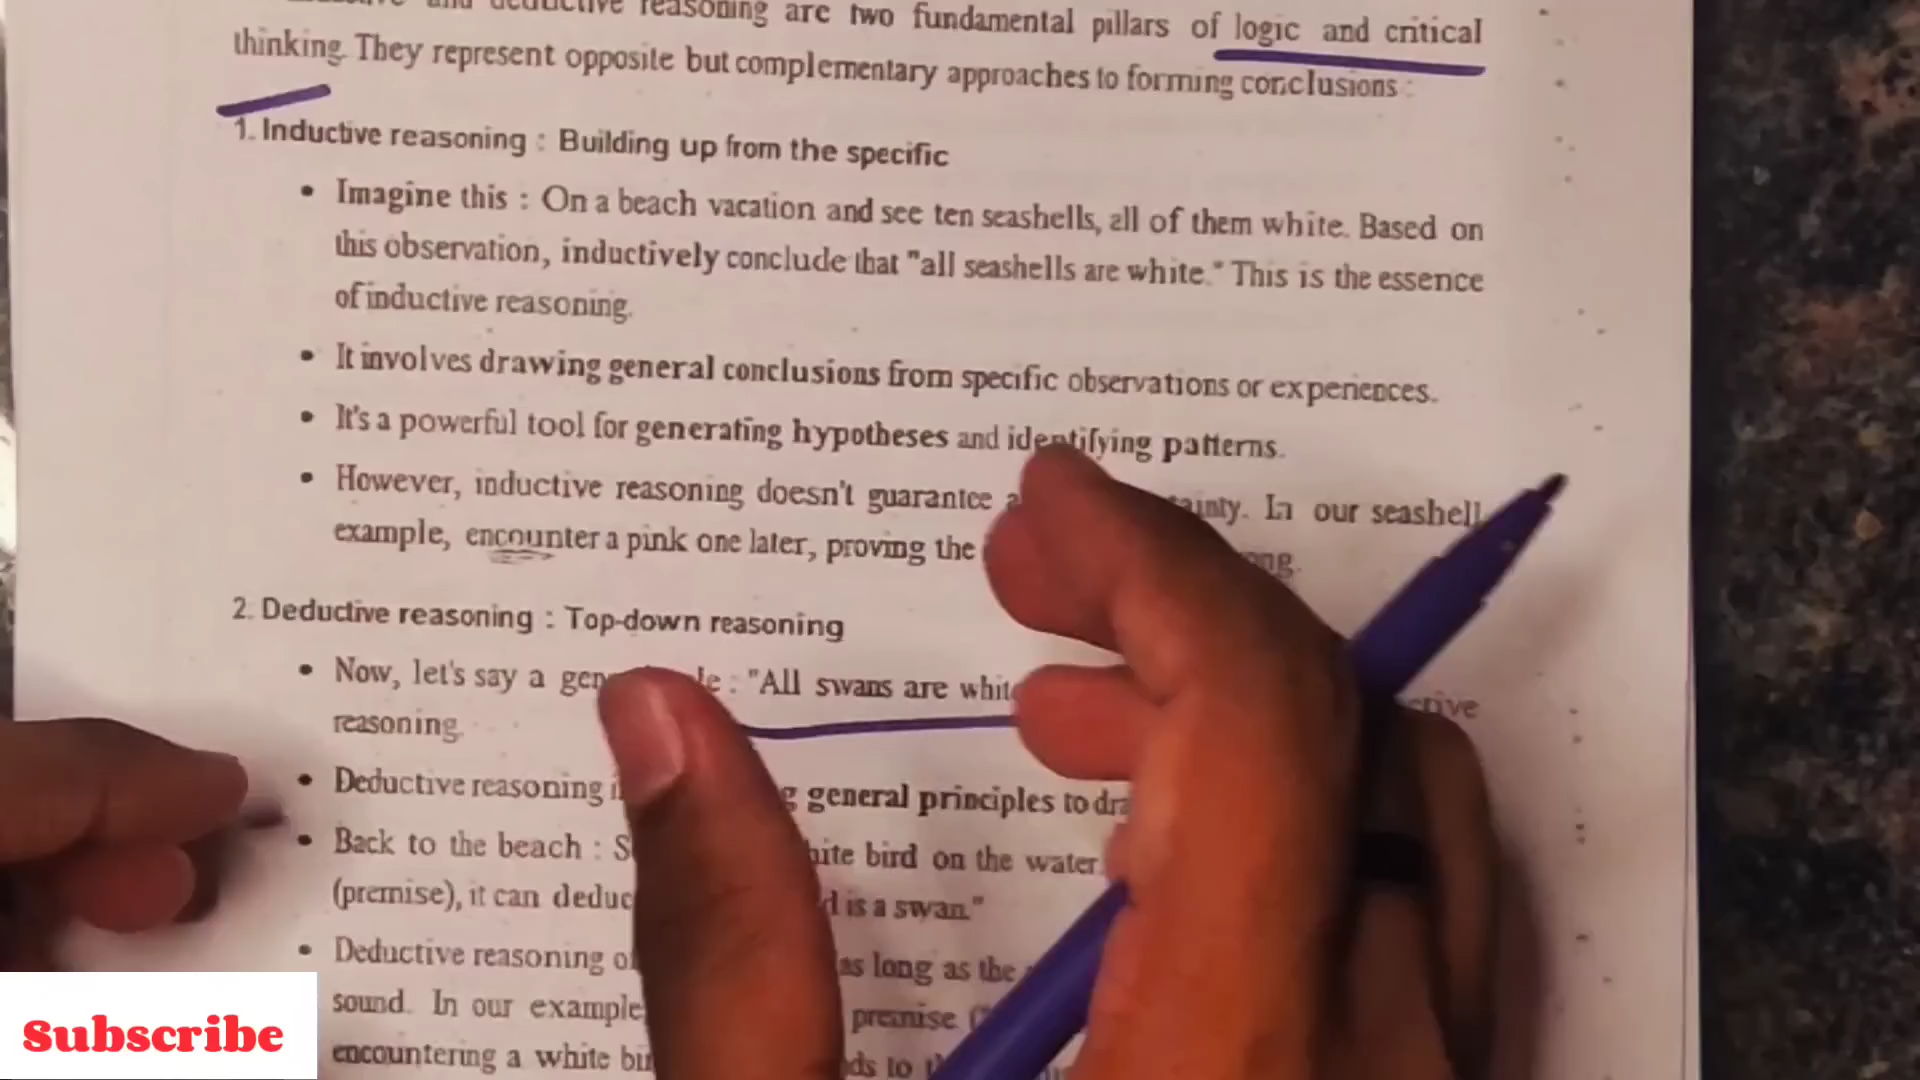 deductive reasoning are two fundamental pillars of logic and critical
thinking. They represent opposite but complementary approaches to forming conclusions :
1. Inductive reasoning : Building up from the specific
• Imagine this : On a beach vacation and see ten seashells, all of them white. Based on
this observation, inductively conclude that "all seashells are white." This is the essence
of inductive reasoning.
• It involves drawing general conclusions from specific observations or experiences.
• It's a powerful tool for generating hypotheses and identifying patterns.
• However, inductive reasoning doesn't guarantee In our seashell
example, encounter a pink one later, proving the
2. Deductive reasoning : Top-down reasoning
• Now, let's say a "All swans are
reasoning.
• Deductive reasoning general principles to
• Back to the beach : bird on the water
(premise), it can is a swan."
• Deductive reasoning as long as the
sound. In our example premise
encountering a white to
Subscribe